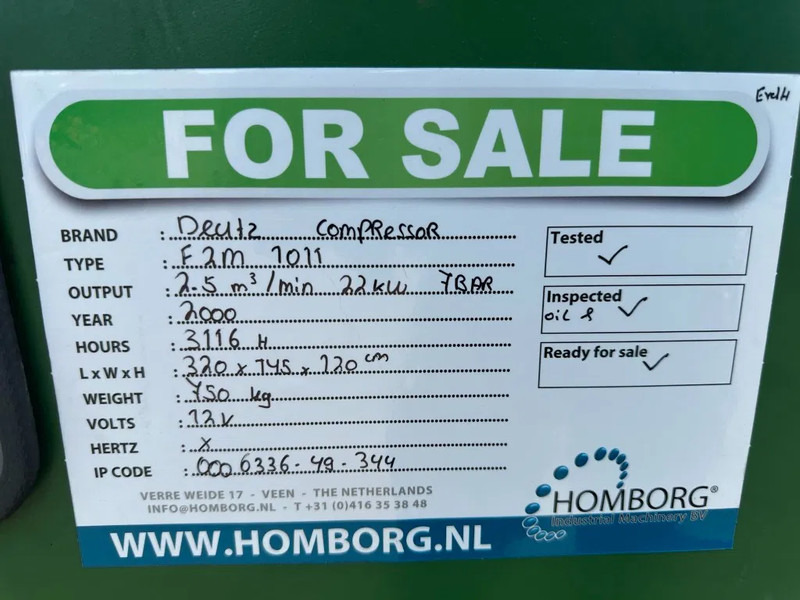 Evelit
FOR SALE
BRAND : Deutz compressor
TYPE : F2M 1011
OUTPUT : 2.5 m³/min 22 kW 7BAR
YEAR : 2000
HOURS : 3116 H
L x W x H : 320 x 145 x 120 cm
WEIGHT : 750 kg
VOLTS : 12V
HERTZ : x
IP CODE : 000 6336-49-344
Tested ✓
Inspected ✓
oil &
Ready for sale ✓
VERRE WEIDE 17 - VEEN - THE NETHERLANDS
INFO@HOMBORG.NL - T +31 (0)416 35 38 48
WWW.HOMBORG.NL
HOMBORG®
Industrial Machinery BV